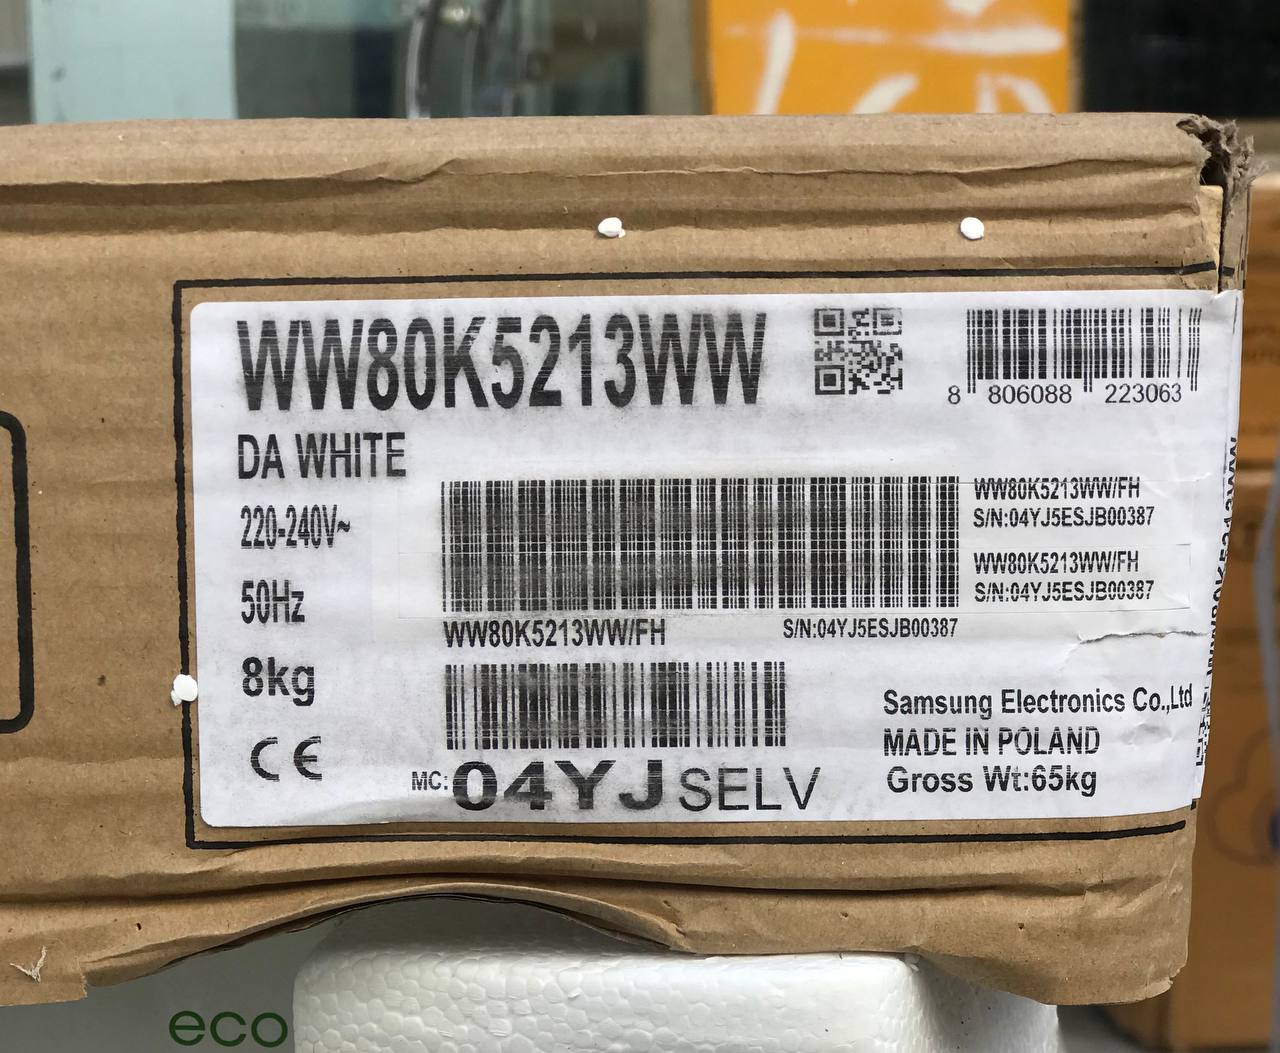 WW80K5213WW
8 806088 223063
DA WHITE
220-240V~
50Hz
8kg
CE
WW80K5213WW/FH
S/N:04YJ5ESJB00387
WW80K5213WW/FH
S/N:04YJ5ESJB00387
WW80K5213WW/FH S/N:04YJ5ESJB00387
MC: 04YJ SELV
Samsung Electronics Co.,Ltd
MADE IN POLAND
Gross Wt:65kg
WW80K5213WW
eco